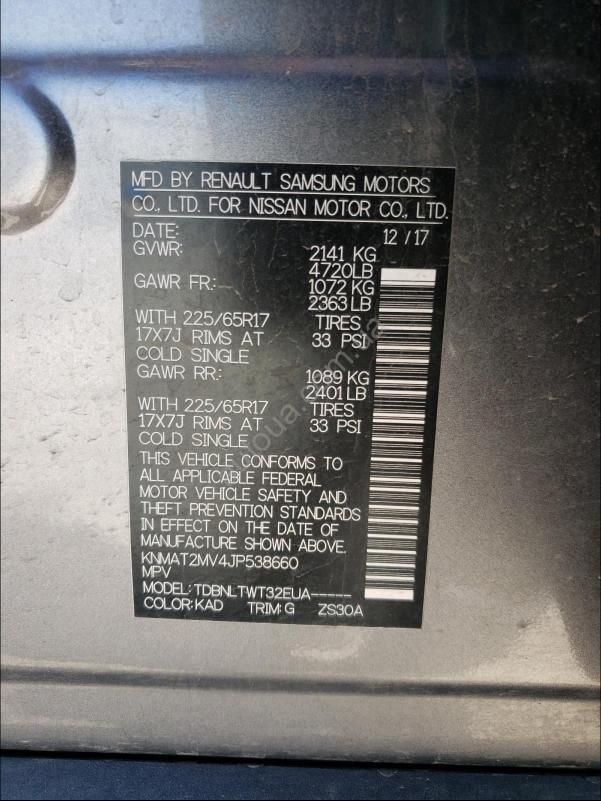 MFD BY RENAULT SAMSUNG MOTORS
CO., LTD. FOR NISSAN MOTOR CO., LTD.
DATE: 12/17
GVWR: 2141 KG
4720LB
GAWR FR.: 1072 KG
2363LB
WITH 225/65R17 TIRES
17X7J RIMS AT 33 PSI
COLD SINGLE
GAWR RR.: 1089 KG
2401LB
WITH 225/65R17 TIRES
17X7J RIMS AT 33 PSI
COLD SINGLE
THIS VEHICLE CONFORMS TO
ALL APPLICABLE FEDERAL
MOTOR VEHICLE SAFETY AND
THEFT PREVENTION STANDARDS
IN EFFECT ON THE DATE OF
MANUFACTURE SHOWN ABOVE.
KNMAT2MV4JP538660
MPV
MODEL: TDBNLTWT32EUA-----
COLOR: KAD TRIM: G ZS30A